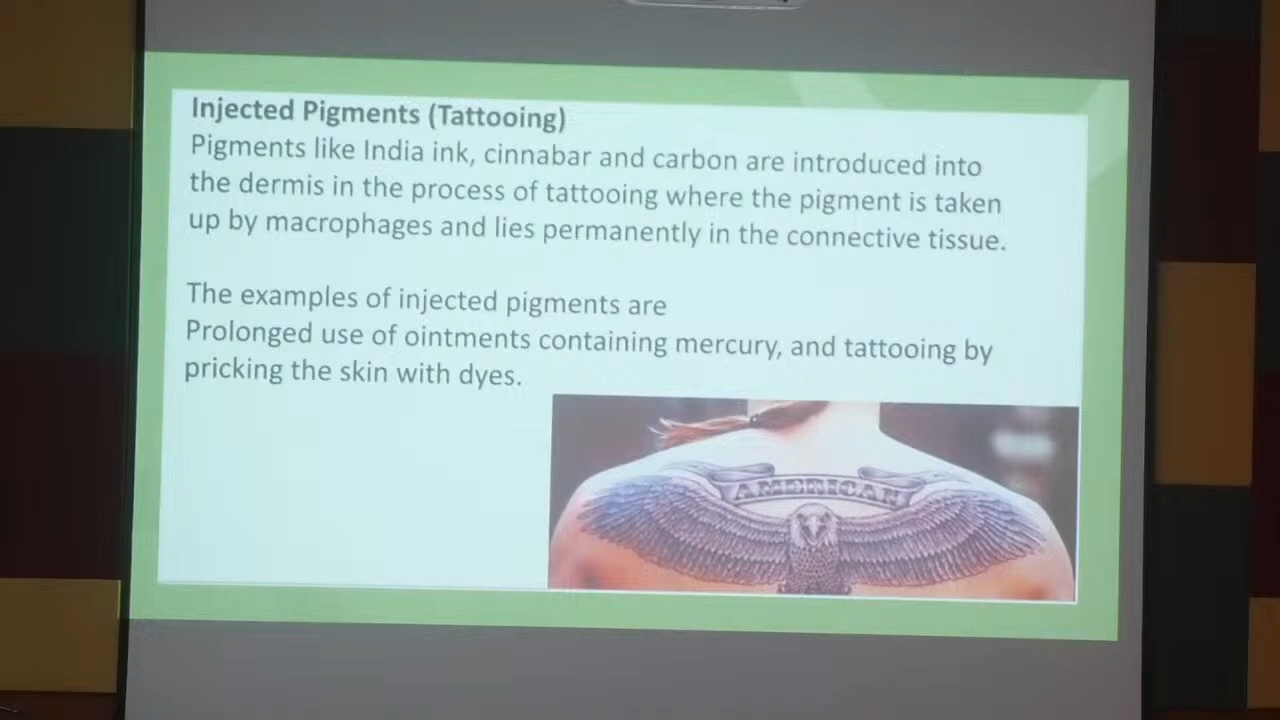 Injected Pigments (Tattooing)
Pigments like India ink, cinnabar and carbon are introduced into
the dermis in the process of tattooing where the pigment is taken
up by macrophages and lies permanently in the connective tissue.
The examples of injected pigments are
Prolonged use of ointments containing mercury, and tattooing by
pricking the skin with dyes.
AMERICAN